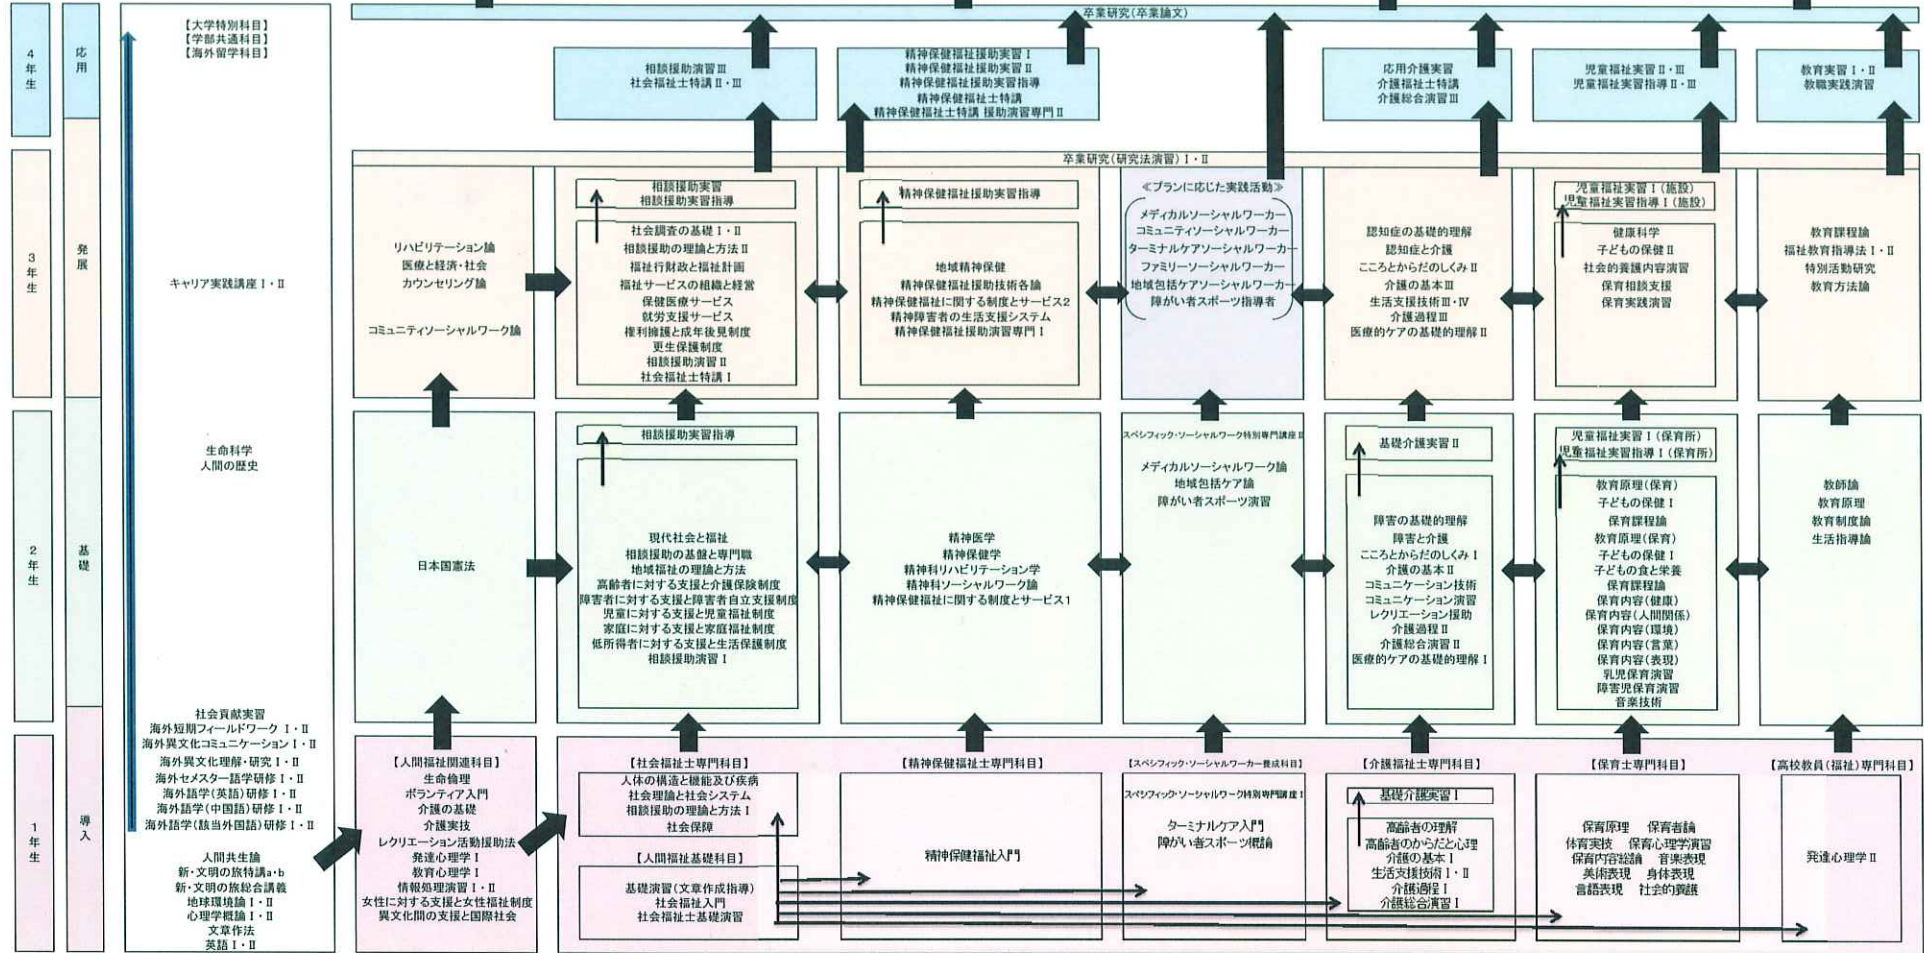 卒業研究(卒業論文)
4年生
応用
【大学特別科目】
【学部共通科目】
【海外留学科目】
相談援助演習Ⅲ
社会福祉士特講Ⅱ・Ⅲ
精神保健福祉援助実習Ⅰ
精神保健福祉援助実習Ⅱ
精神保健福祉援助実習指導
精神保健福祉士特講
精神保健福祉士特講 援助演習専門Ⅱ
応用介護実習
介護福祉士特講
介護総合演習Ⅲ
児童福祉実習Ⅱ・Ⅲ
児童福祉実習指導Ⅱ・Ⅲ
教育実習Ⅰ・Ⅱ
教職実践演習
卒業研究(研究法演習)Ⅰ・Ⅱ
3年生
発展
キャリア実践講座Ⅰ・Ⅱ
リハビリテーション論
医療と経済・社会
カウンセリング論
コミュニティソーシャルワーク論
相談援助実習
相談援助実習指導
社会調査の基礎Ⅰ・Ⅱ
相談援助の理論と方法Ⅱ
福祉行財政と福祉計画
福祉サービスの組織と経営
保健医療サービス
就労支援サービス
権利擁護と成年後見制度
更生保護制度
相談援助演習Ⅱ
社会福祉士特講Ⅰ
精神保健福祉援助実習指導
地域精神保健
精神保健福祉援助技術各論
精神保健福祉に関する制度とサービス2
精神障害者の生活支援システム
精神保健福祉援助演習専門Ⅰ
≪プランに応じた実践活動≫
メディカルソーシャルワーカー
コミュニティソーシャルワーカー
ターミナルケアソーシャルワーカー
ファミリーソーシャルワーカー
地域包括ケアソーシャルワーカー
障がい者スポーツ指導者
認知症の基礎的理解
認知症と介護
こころとからだのしくみⅡ
介護の基本Ⅲ
生活支援技術Ⅲ・Ⅳ
介護過程Ⅲ
医療的ケアの基礎的理解Ⅱ
児童福祉実習Ⅰ(施設)
児童福祉実習指導Ⅰ(施設)
健康科学
子どもの保健Ⅱ
社会的養護内容演習
保育相談支援
保育実践演習
教育課程論
福祉教育指導法Ⅰ・Ⅱ
特別活動研究
教育方法論
2年生
基礎
生命科学
人間の歴史
日本国憲法
相談援助実習指導
現代社会と福祉
相談援助の基盤と専門職
地域福祉の理論と方法
高齢者に対する支援と介護保険制度
障害者に対する支援と障害者自立支援制度
児童に対する支援と児童福祉制度
家庭に対する支援と家庭福祉制度
低所得者に対する支援と生活保護制度
相談援助演習Ⅰ
精神医学
精神保健学
精神科リハビリテーション学
精神科ソーシャルワーク論
精神保健福祉に関する制度とサービス1
スペシフィック・ソーシャルワーク特別専門講座Ⅱ
メディカルソーシャルワーク論
地域包括ケア論
障がい者スポーツ演習
基礎介護実習Ⅱ
障害の基礎的理解
障害と介護
こころとからだのしくみⅠ
介護の基本Ⅱ
コミュニケーション技術
コミュニケーション演習
レクリエーション援助
介護過程Ⅱ
介護総合演習Ⅱ
医療的ケアの基礎的理解Ⅰ
児童福祉実習Ⅰ(保育所)
児童福祉実習指導Ⅰ(保育所)
教育原理(保育)
子どもの保健Ⅰ
保育課程論
教育原理(保育)
子どもの保健Ⅰ
子どもの食と栄養
保育課程論
保育内容(健康)
保育内容(人間関係)
保育内容(環境)
保育内容(言葉)
保育内容(表現)
乳児保育演習
障害児保育演習
音楽技術
教師論
教育原理
教育制度論
生活指導論
1年生
導入
社会貢献実習
海外短期フィールドワーク Ⅰ・Ⅱ
海外異文化コミュニケーションⅠ・Ⅱ
海外異文化理解・研究Ⅰ・Ⅱ
海外セメスター語学研修Ⅰ・Ⅱ
海外語学(英語)研修Ⅰ・Ⅱ
海外語学(中国語)研修Ⅰ・Ⅱ
海外語学(該当外国語)研修Ⅰ・Ⅱ
人間共生論
新・文明の旅特講a・b
新・文明の旅総合講義
地球環境論Ⅰ・Ⅱ
心理学概論Ⅰ・Ⅱ
文章作法
英語Ⅰ・Ⅱ
【人間福祉関連科目】
生命倫理
ボランティア入門
介護の基礎
介護実技
レクリエーション活動援助法
発達心理学Ⅰ
教育心理学Ⅰ
情報処理演習Ⅰ・Ⅱ
女性に対する支援と女性福祉制度
異文化間の支援と国際社会
【社会福祉士専門科目】
人体の構造と機能及び疾病
社会理論と社会システム
相談援助の理論と方法Ⅰ
社会保障
【人間福祉基礎科目】
基礎演習(文章作成指導)
社会福祉入門
社会福祉士基礎演習
【精神保健福祉士専門科目】
精神保健福祉入門
【スペシフィック・ソーシャルワーカー養成科目】
スペシフィック・ソーシャルワーク特別専門講座Ⅰ
ターミナルケア入門
障がい者スポーツ概論
【介護福祉士専門科目】
基礎介護実習Ⅰ
高齢者の理解
高齢者のからだと心理
介護の基本Ⅰ
生活支援技術Ⅰ・Ⅱ
介護過程Ⅰ
介護総合演習Ⅰ
【保育士専門科目】
保育原理 保育者論
体育実技 保育心理学演習
保育内容総論 音楽表現
美術表現 身体表現
言語表現 社会的養護
【高校教員(福祉)専門科目】
発達心理学Ⅱ